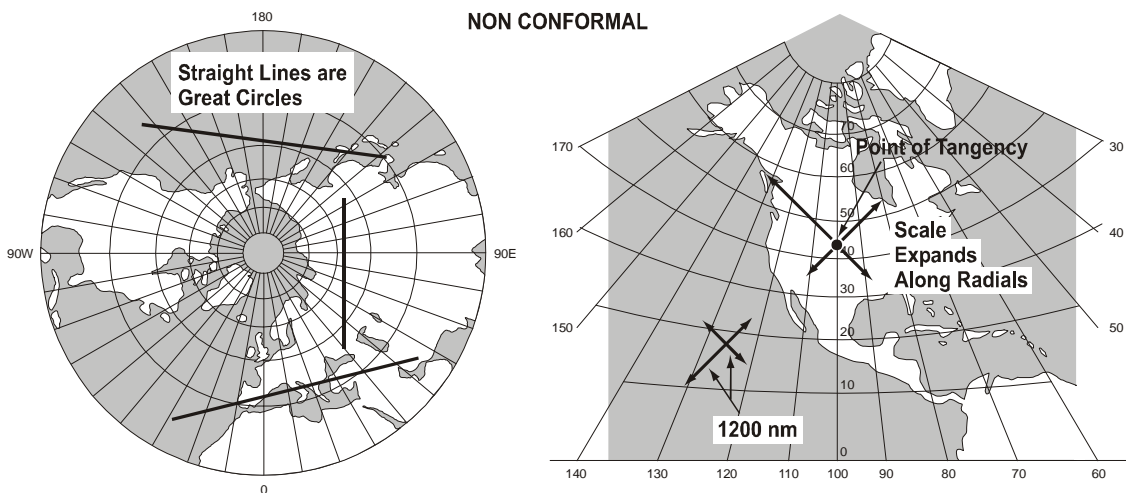 NON CONFORMAL
180
Straight Lines are
Great Circles
90W
90E
0
70
Point of Tangency
170
60
30
50
Scale
160
40
Expands
40
Along Radials
30
150
20
50
10
1200 nm
0
140
130
120
110
100
90
80
70
60